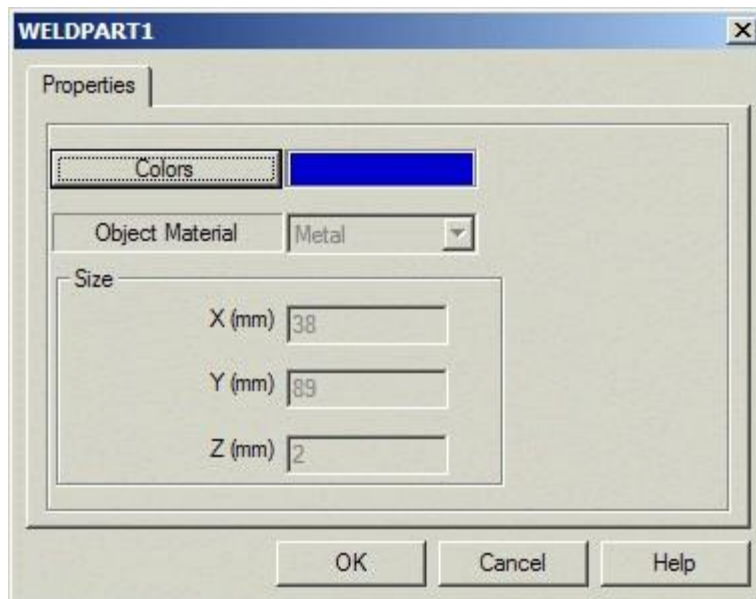 WELDPART1
Properties
Colors
Object Material Metal
Size
X (mm) 38
Y (mm) 89
Z (mm) 2
OK Cancel Help